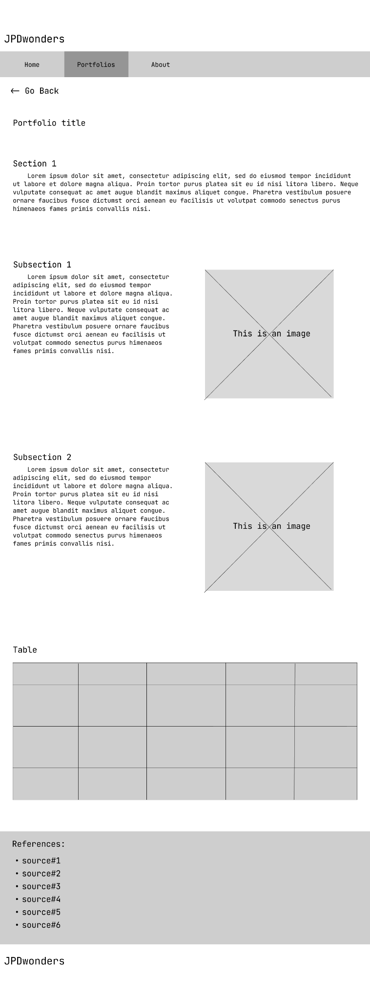 JPDwonders
Home Portfolios About
← Go Back
Portfolio title
Section 1
Lorem ipsum dolor sit amet, consectetur adipiscing elit, sed do eiusmod tempor incididunt
ut labore et dolore magna aliqua. Proin tortor purus platea sit eu id nisi litora libero. Neque
vulputate consequat ac amet augue blandit maximus aliquet congue. Pharetra vestibulum posuere
ornare faucibus fusce dictumst orci aenean eu facilisis ut volutpat commodo senectus purus
himenaeos fames primis convallis nisi.
Subsection 1
Lorem ipsum dolor sit amet, consectetur
adipiscing elit, sed do eiusmod tempor
incididunt ut labore et dolore magna aliqua.
Proin tortor purus platea sit eu id nisi
litora libero. Neque vulputate consequat ac
amet augue blandit maximus aliquet congue.
Pharetra vestibulum posuere ornare faucibus
fusce dictumst orci aenean eu facilisis ut
volutpat commodo senectus purus himenaeos
fames primis convallis nisi.
This is an image
Subsection 2
Lorem ipsum dolor sit amet, consectetur
adipiscing elit, sed do eiusmod tempor
incididunt ut labore et dolore magna aliqua.
Proin tortor purus platea sit eu id nisi
litora libero. Neque vulputate consequat ac
amet augue blandit maximus aliquet congue.
Pharetra vestibulum posuere ornare faucibus
fusce dictumst orci aenean eu facilisis ut
volutpat commodo senectus purus himenaeos
fames primis convallis nisi.
This is an image
Table
References:
• source#1
• source#2
• source#3
• source#4
• source#5
• source#6
JPDwonders